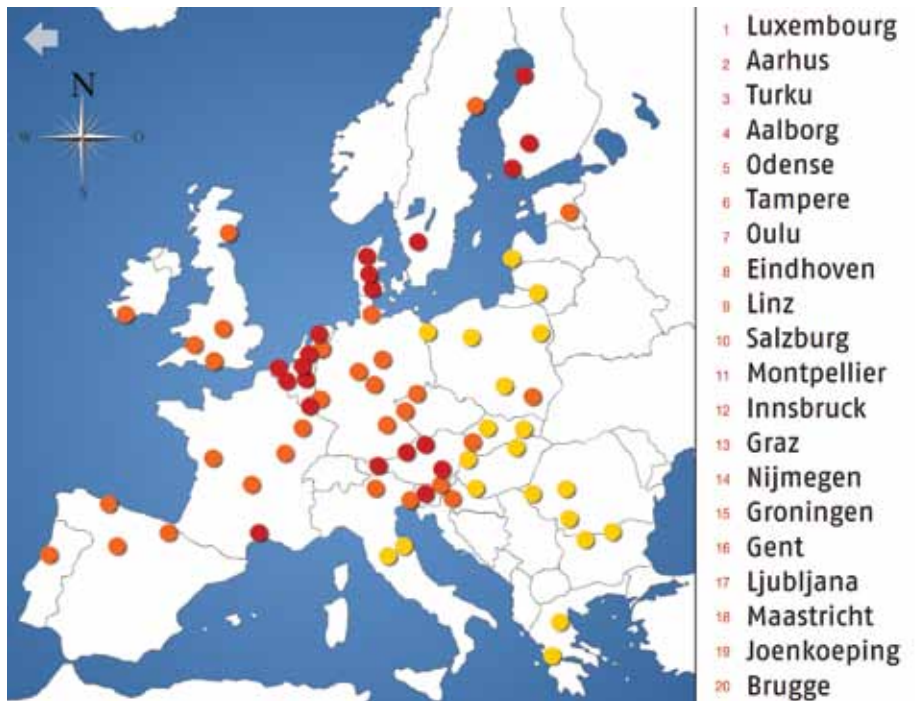 N
W
O
S
1 Luxembourg
2 Aarhus
3 Turku
4 Aalborg
5 Odense
6 Tampere
7 Oulu
8 Eindhoven
9 Linz
10 Salzburg
11 Montpellier
12 Innsbruck
13 Graz
14 Nijmegen
15 Groningen
16 Gent
17 Ljubljana
18 Maastricht
19 Joenkoeping
20 Brugge